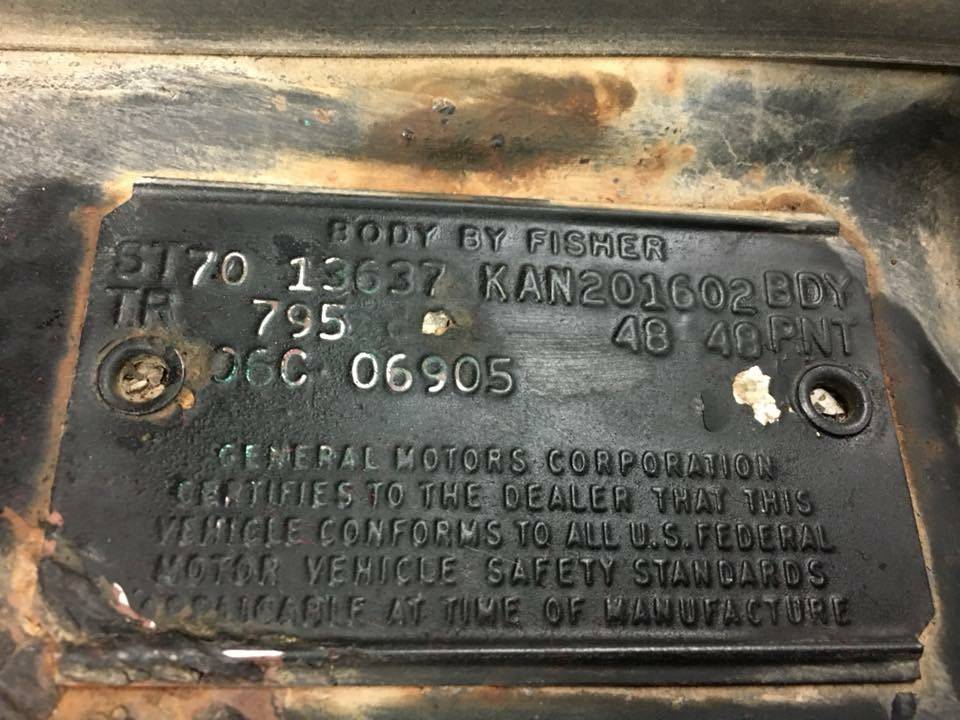 BODY BY FISHER
ST70 13637 KAN201602 BDY
TR 795 48 48 PNT
06C 06905
GENERAL MOTORS CORPORATION
CERTIFIES TO THE DEALER THAT THIS
VEHICLE CONFORMS TO ALL U.S. FEDERAL
MOTOR VEHICLE SAFETY STANDARDS
APPLICABLE AT TIME OF MANUFACTURE